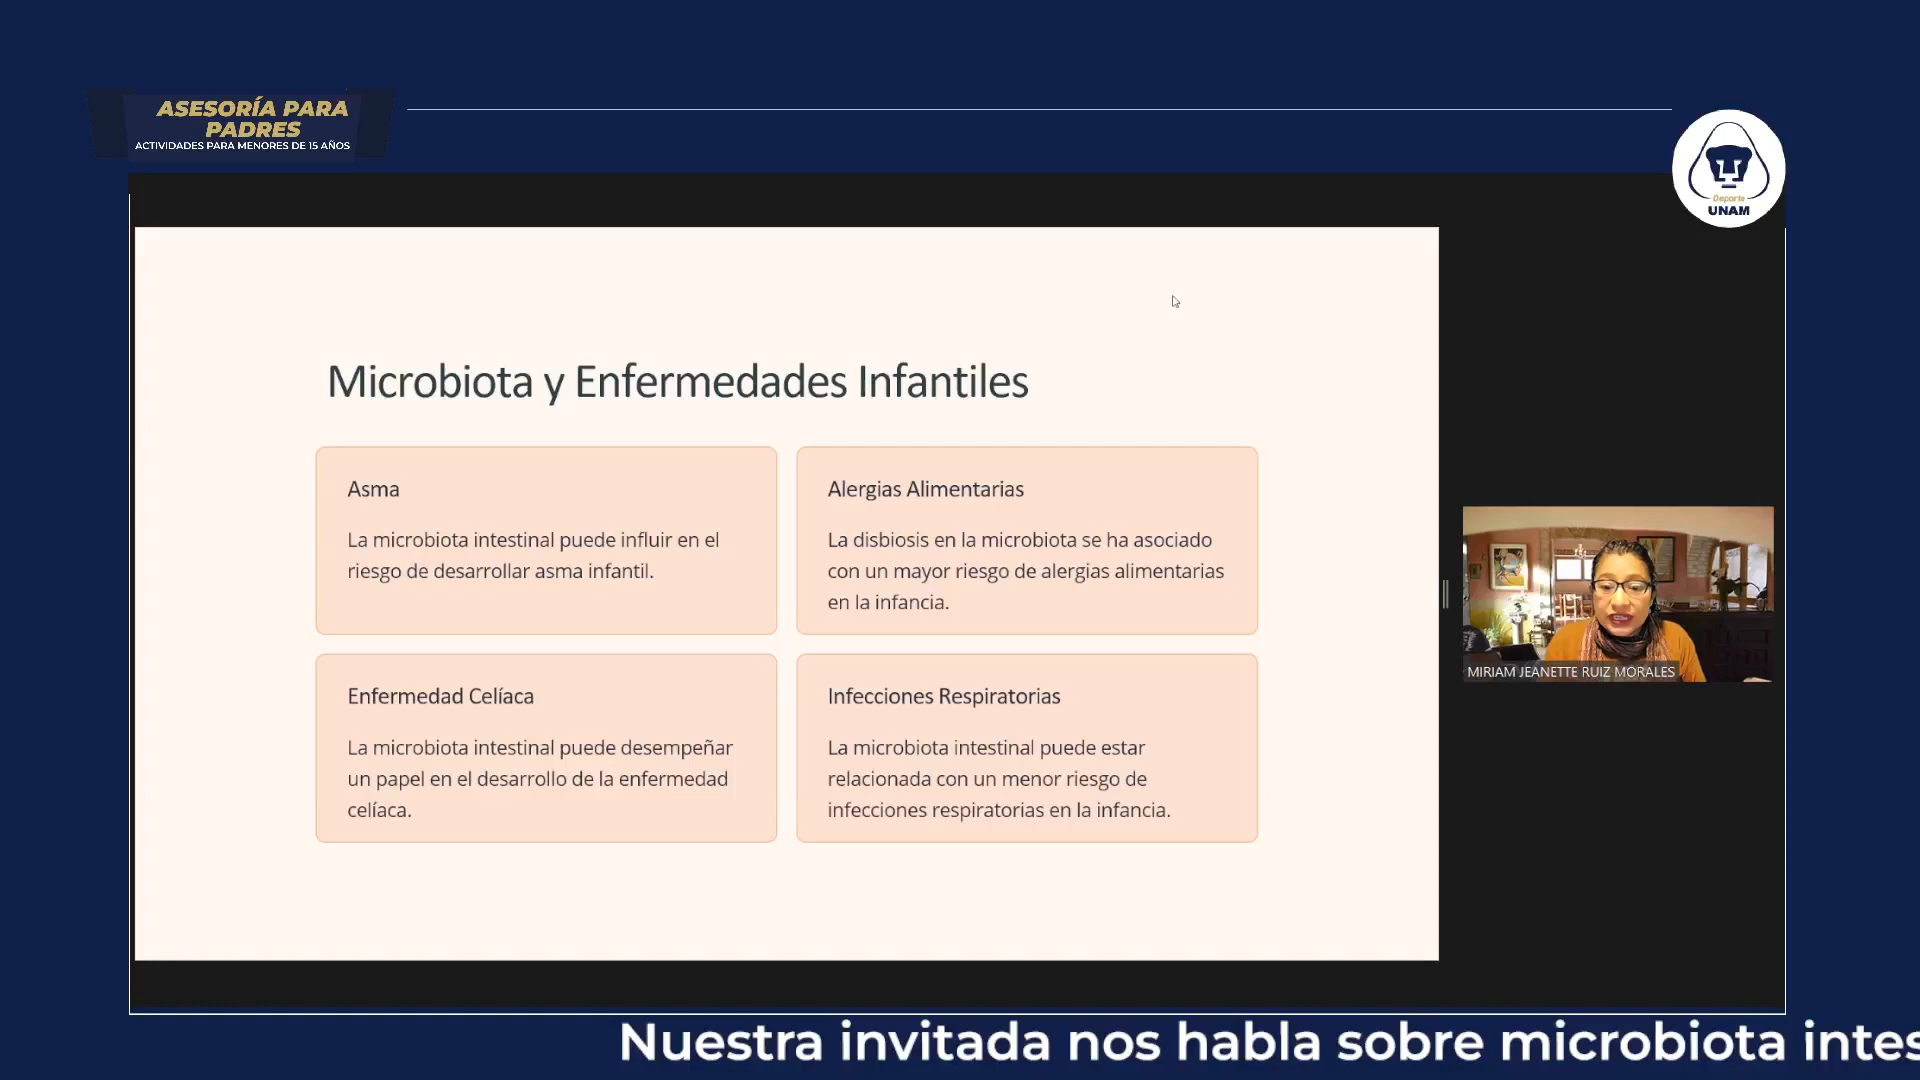 ASESORÍA PARA
PADRES
ACTIVIDADES PARA MENORES DE 15 AÑOS
Deporte
UNAM
Microbiota y Enfermedades Infantiles
Asma
La microbiota intestinal puede influir en el
riesgo de desarrollar asma infantil.
Alergias Alimentarias
La disbiosis en la microbiota se ha asociado
con un mayor riesgo de alergias alimentarias
en la infancia.
Enfermedad Celíaca
La microbiota intestinal puede desempeñar
un papel en el desarrollo de la enfermedad
celíaca.
Infecciones Respiratorias
La microbiota intestinal puede estar
relacionada con un menor riesgo de
infecciones respiratorias en la infancia.
MIRIAM JEANETTE RUIZ MORALES
Nuestra invitada nos habla sobre microbiota intes